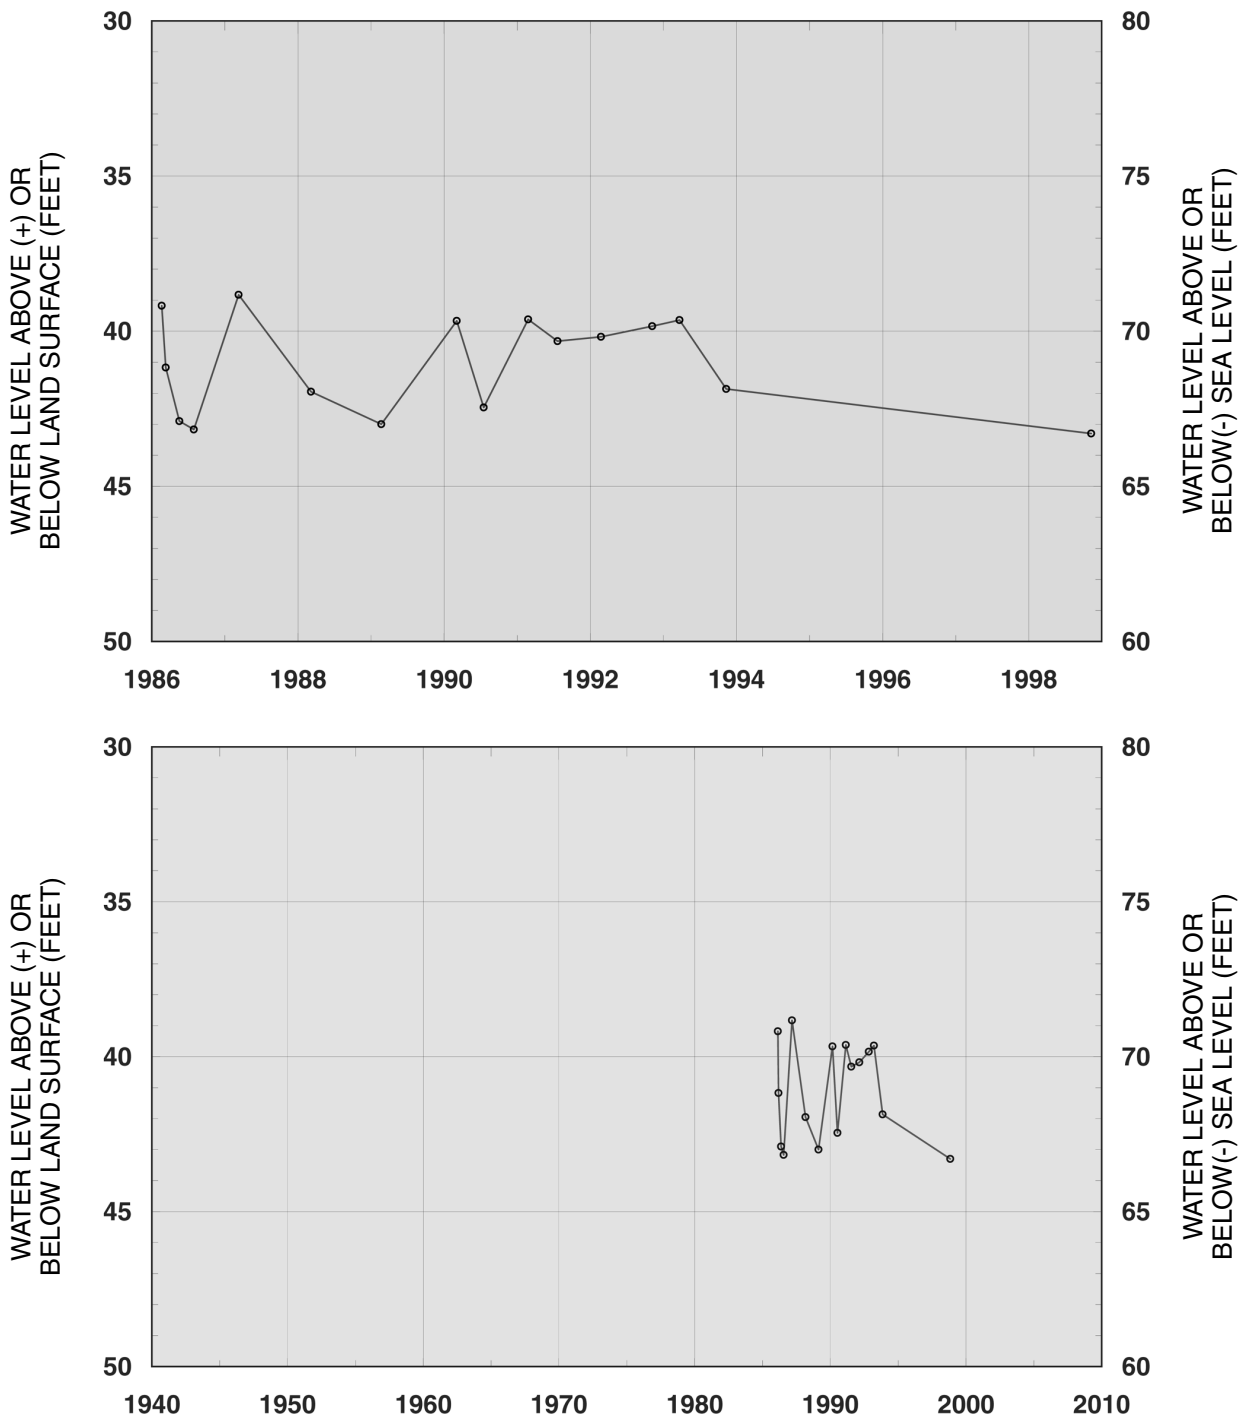 WATER LEVEL ABOVE (+) OR
BELOW LAND SURFACE (FEET)
30
35
40
45
50
80
75
70
65
60
WATER LEVEL ABOVE OR
BELOW(-) SEA LEVEL (FEET)
1986 1988 1990 1992 1994 1996 1998
WATER LEVEL ABOVE (+) OR
BELOW LAND SURFACE (FEET)
30
35
40
45
50
80
75
70
65
60
WATER LEVEL ABOVE OR
BELOW(-) SEA LEVEL (FEET)
1940 1950 1960 1970 1980 1990 2000 2010